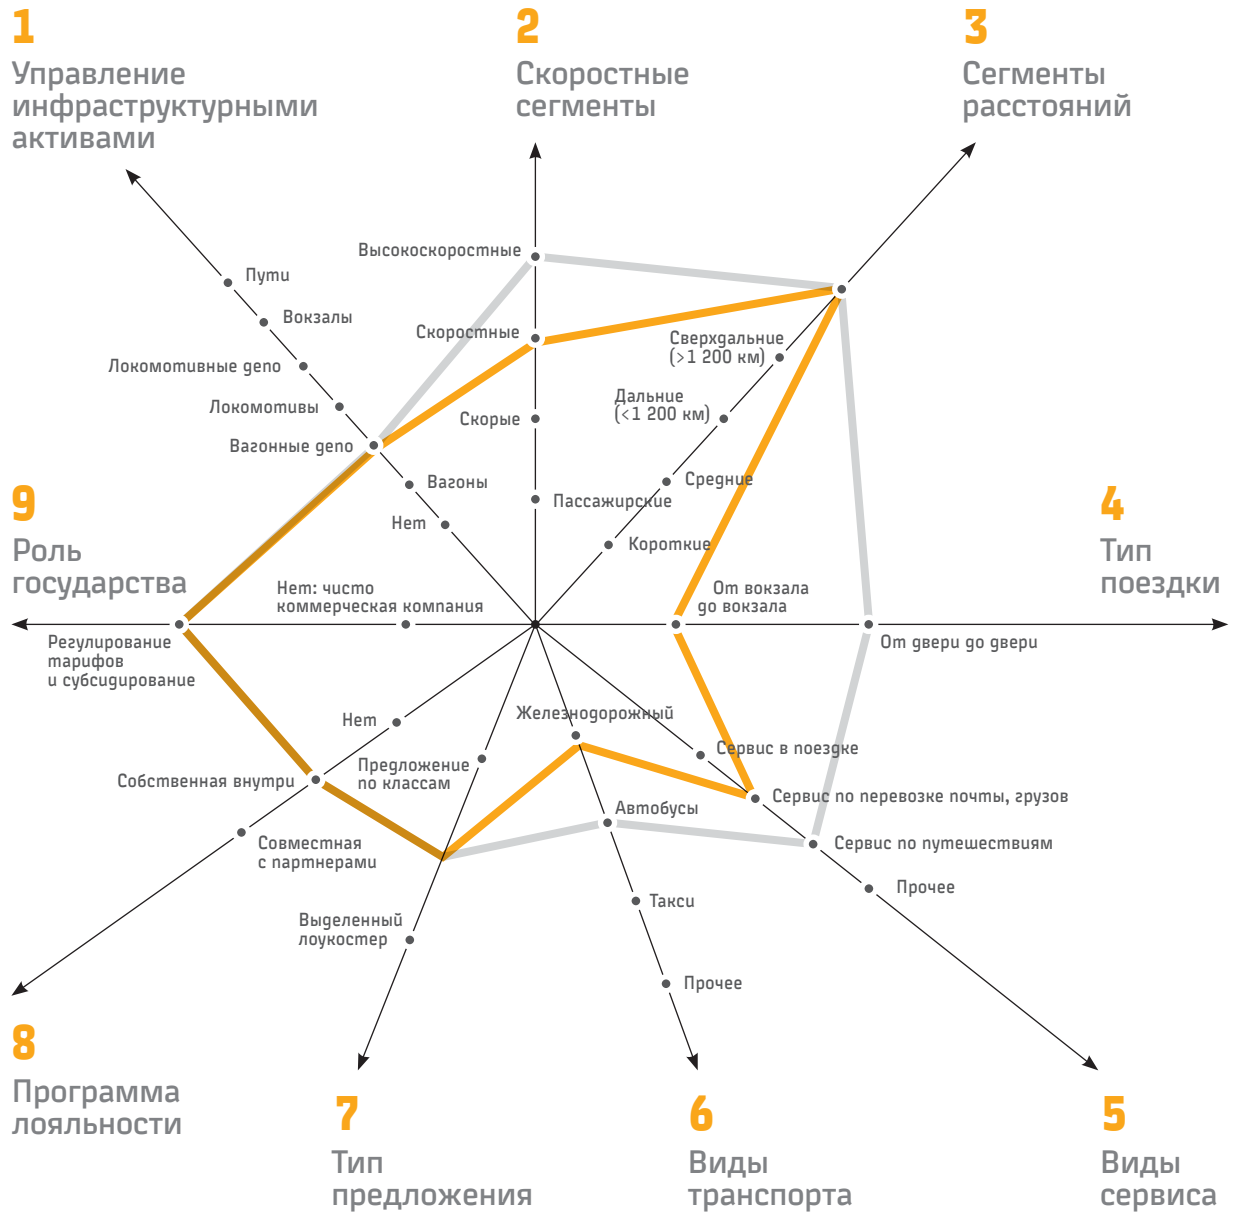 1
Управление
инфраструктурными
активами
2
Скоростные
сегменты
3
Сегменты
расстояний
Высокоскоростные
Пути
Вокзалы
Скоростные
Сверхдальние
(>1 200 км)
Локомотивные депо
Дальние
(<1 200 км)
Локомотивы
Скорые
Вагонные депо
Вагоны
Средние
Пассажирские
Нет
Короткие
9
Роль
государства
4
Тип
поездки
Нет: чисто
коммерческая компания
От вокзала
до вокзала
Регулирование
тарифов
и субсидирование
От двери до двери
Нет
Железнодорожный
Сервис в поездке
Предложение
по классам
Собственная внутри
Сервис по перевозке почты, грузов
Автобусы
Совместная
с партнерами
Сервис по путешествиям
Прочее
Такси
Выделенный
лоукостер
Прочее
8
Программа
лояльности
7
Тип
предложения
6
Виды
транспорта
5
Виды
сервиса